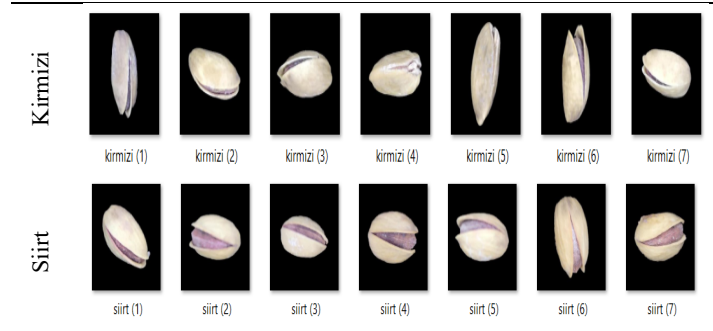 Kirmizi
kirmizi (1) kirmizi (2) kirmizi (3) kirmizi (4) kirmizi (5) kirmizi (6) kirmizi (7)
Siirt
siirt (1) siirt (2) siirt (3) siirt (4) siirt (5) siirt (6) siirt (7)